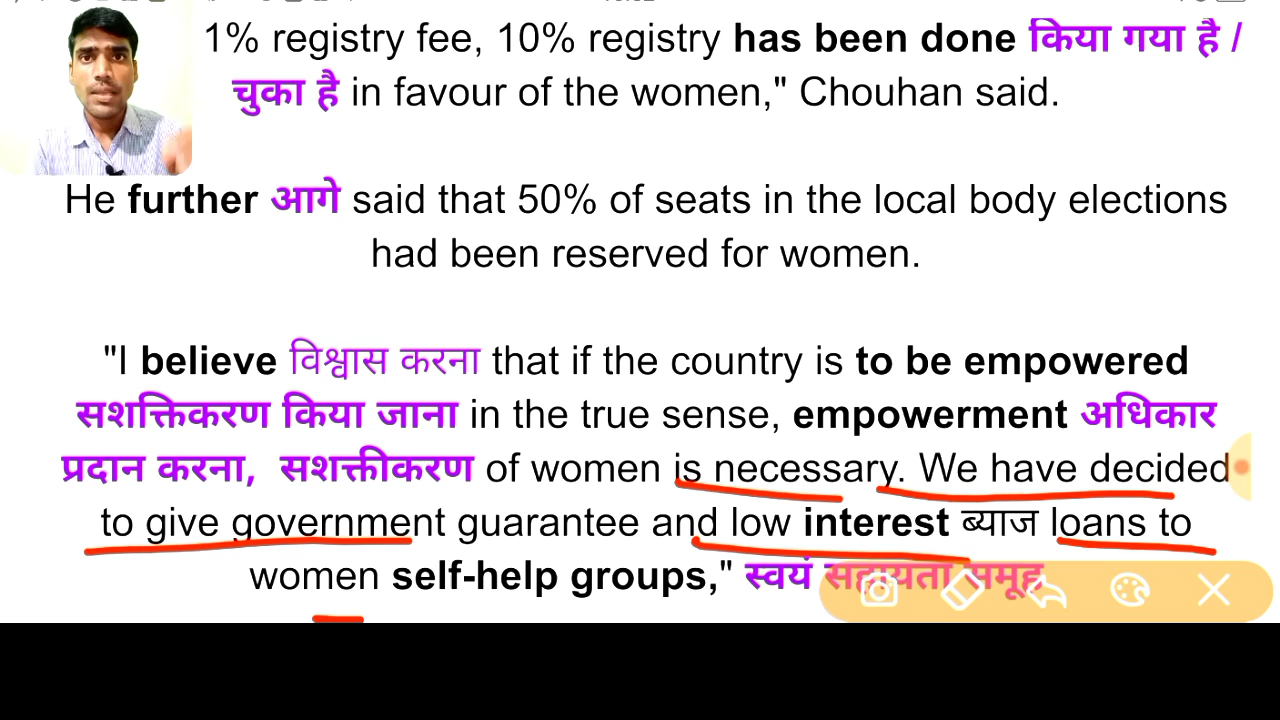 1% registry fee, 10% registry has been done किया गया है /
चुका है in favour of the women," Chouhan said.
He further आगे said that 50% of seats in the local body elections
had been reserved for women.
"I believe विश्वास करना that if the country is to be empowered
सशक्तिकरण किया जाना in the true sense, empowerment अधिकार
प्रदान करना, सशक्तीकरण of women is necessary. We have decided
to give government guarantee and low interest ब्याज loans to
women self-help groups," स्वयं सहायता समूह